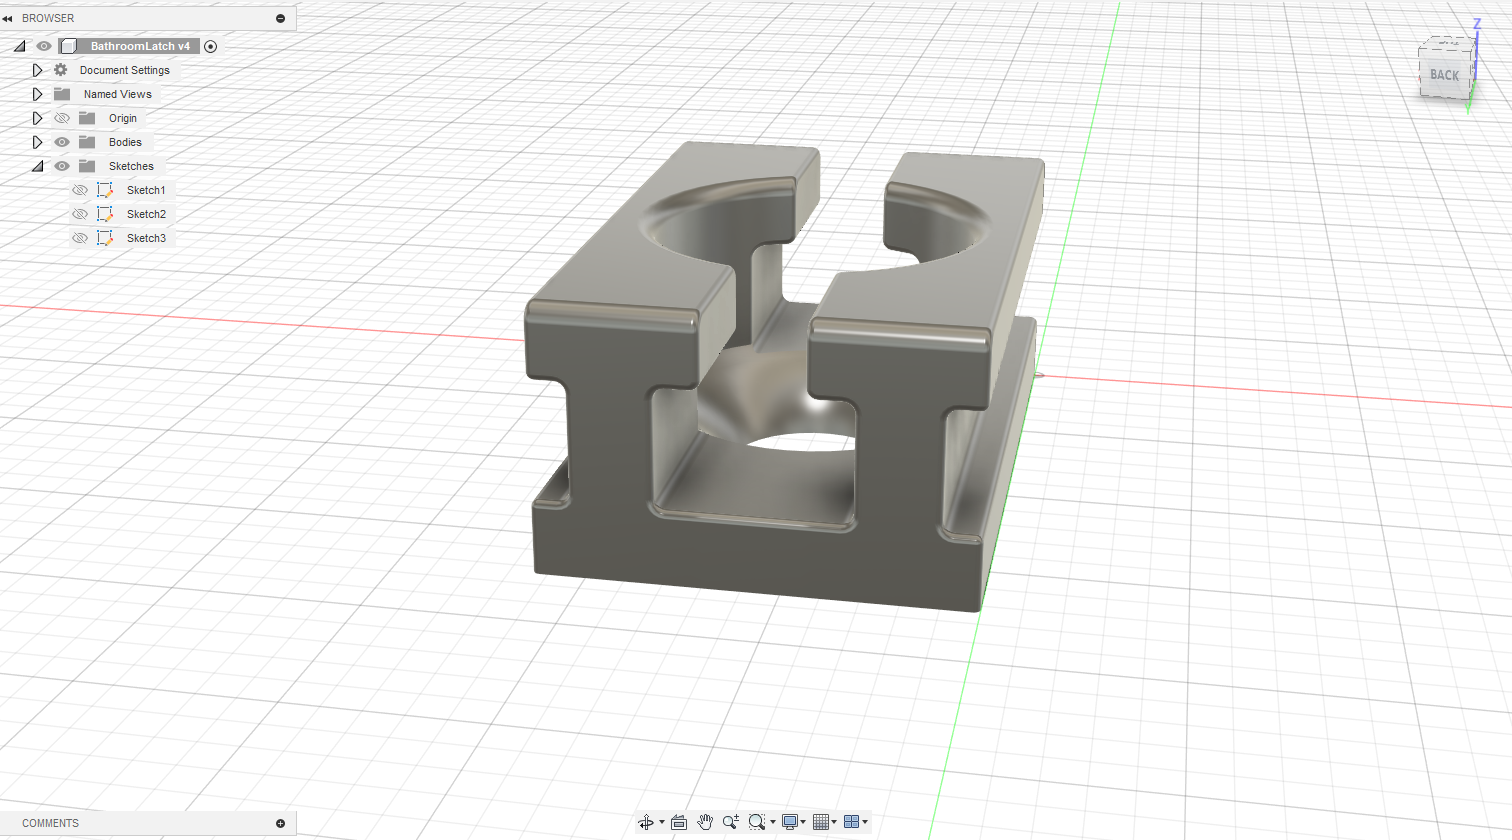 BROWSER
BathroomLatch v4
Document Settings
Named Views
Origin
Bodies
Sketches
Sketch1
Sketch2
Sketch3
Z
BACK
Y
COMMENTS